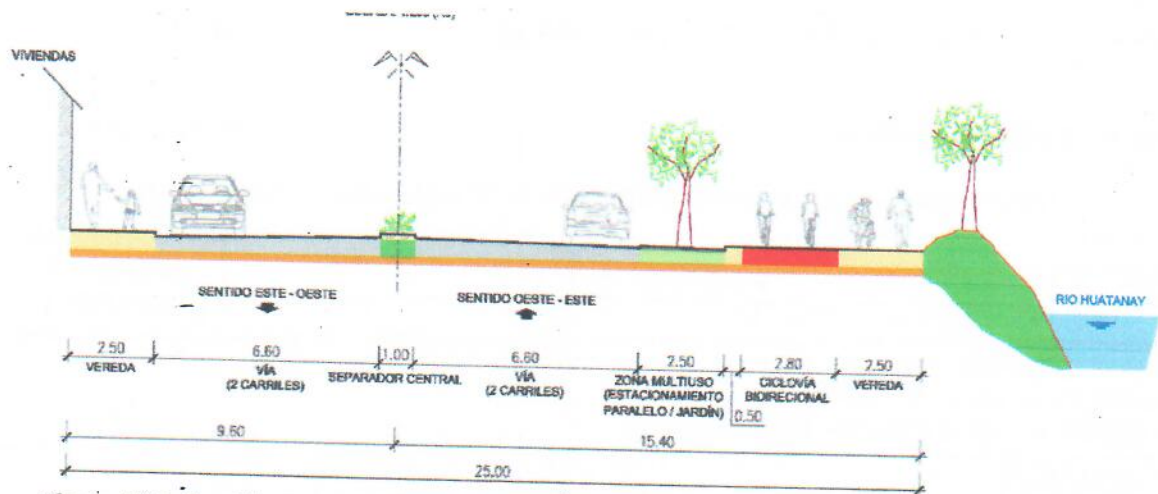 VIVIENDAS
SENTIDO ESTE - OESTE
SENTIDO OESTE - ESTE
RIO HUATANAY
2.50
VEREDA
6.60
VÍA
(2 CARRILES)
1.00
SEPARADOR CENTRAL
6.60
VÍA
(2 CARRILES)
2.50
ZONA MULTIUSO
(ESTACIONAMIENTO
PARALELO / JARDÍN)
0.50
2.80
CICLOVÍA
BIDIRECIONAL
2.50
VEREDA
9.60
15.40
25.00